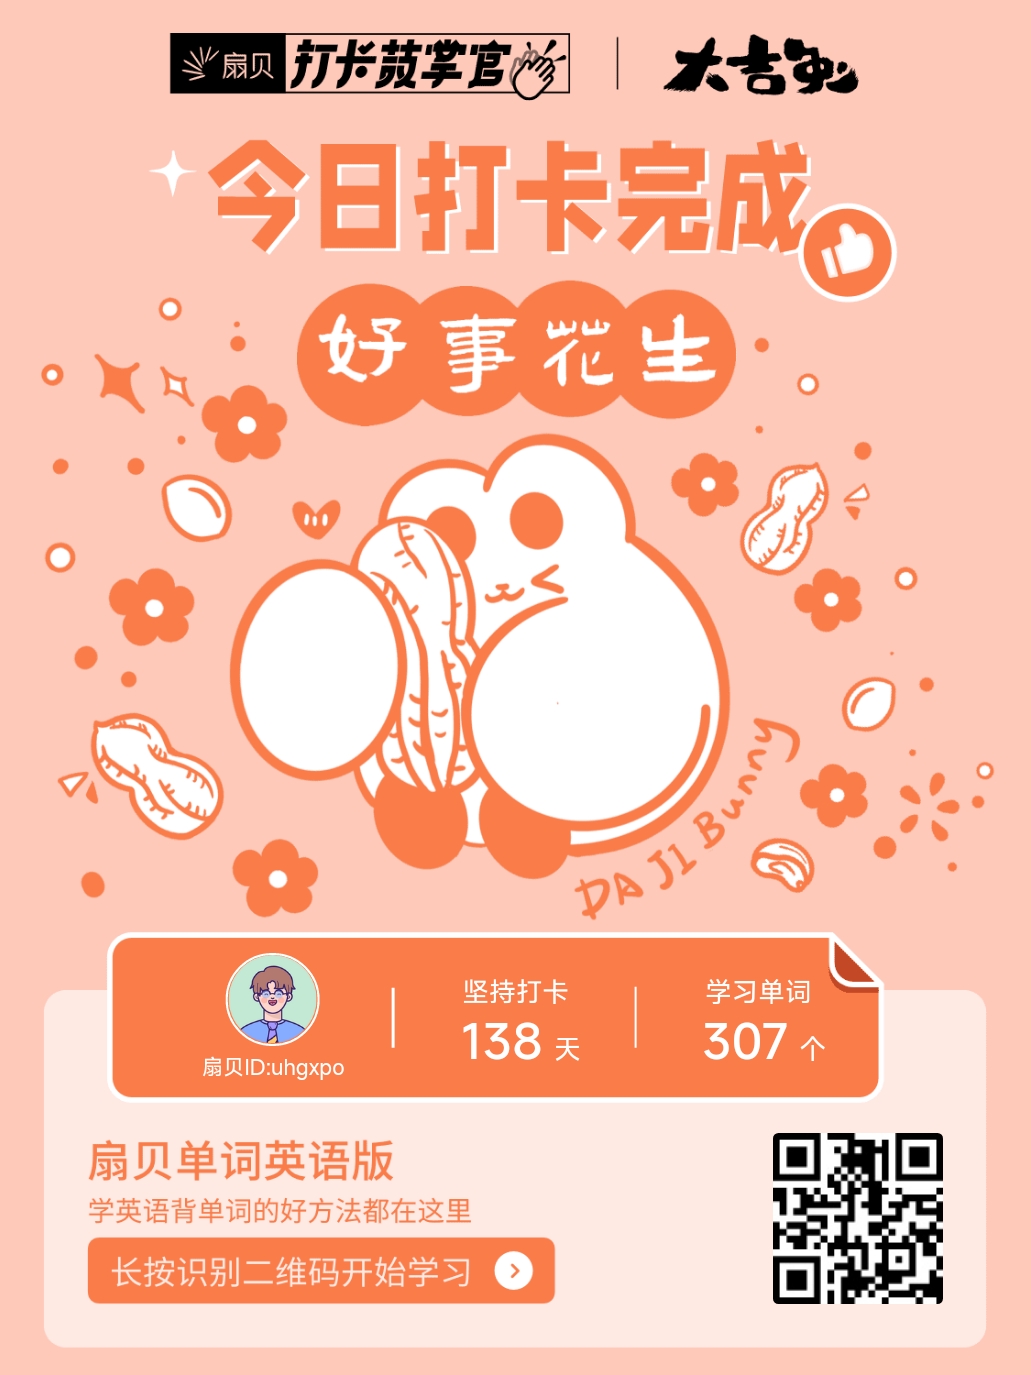 扇贝 打卡鼓掌官 大吉兔
今日打卡完成
好事花生
DA JI Bunny
坚持打卡 学习单词
138 天 307 个
扇贝ID:uhgxpo
扇贝单词英语版
学英语背单词的好方法都在这里
长按识别二维码开始学习